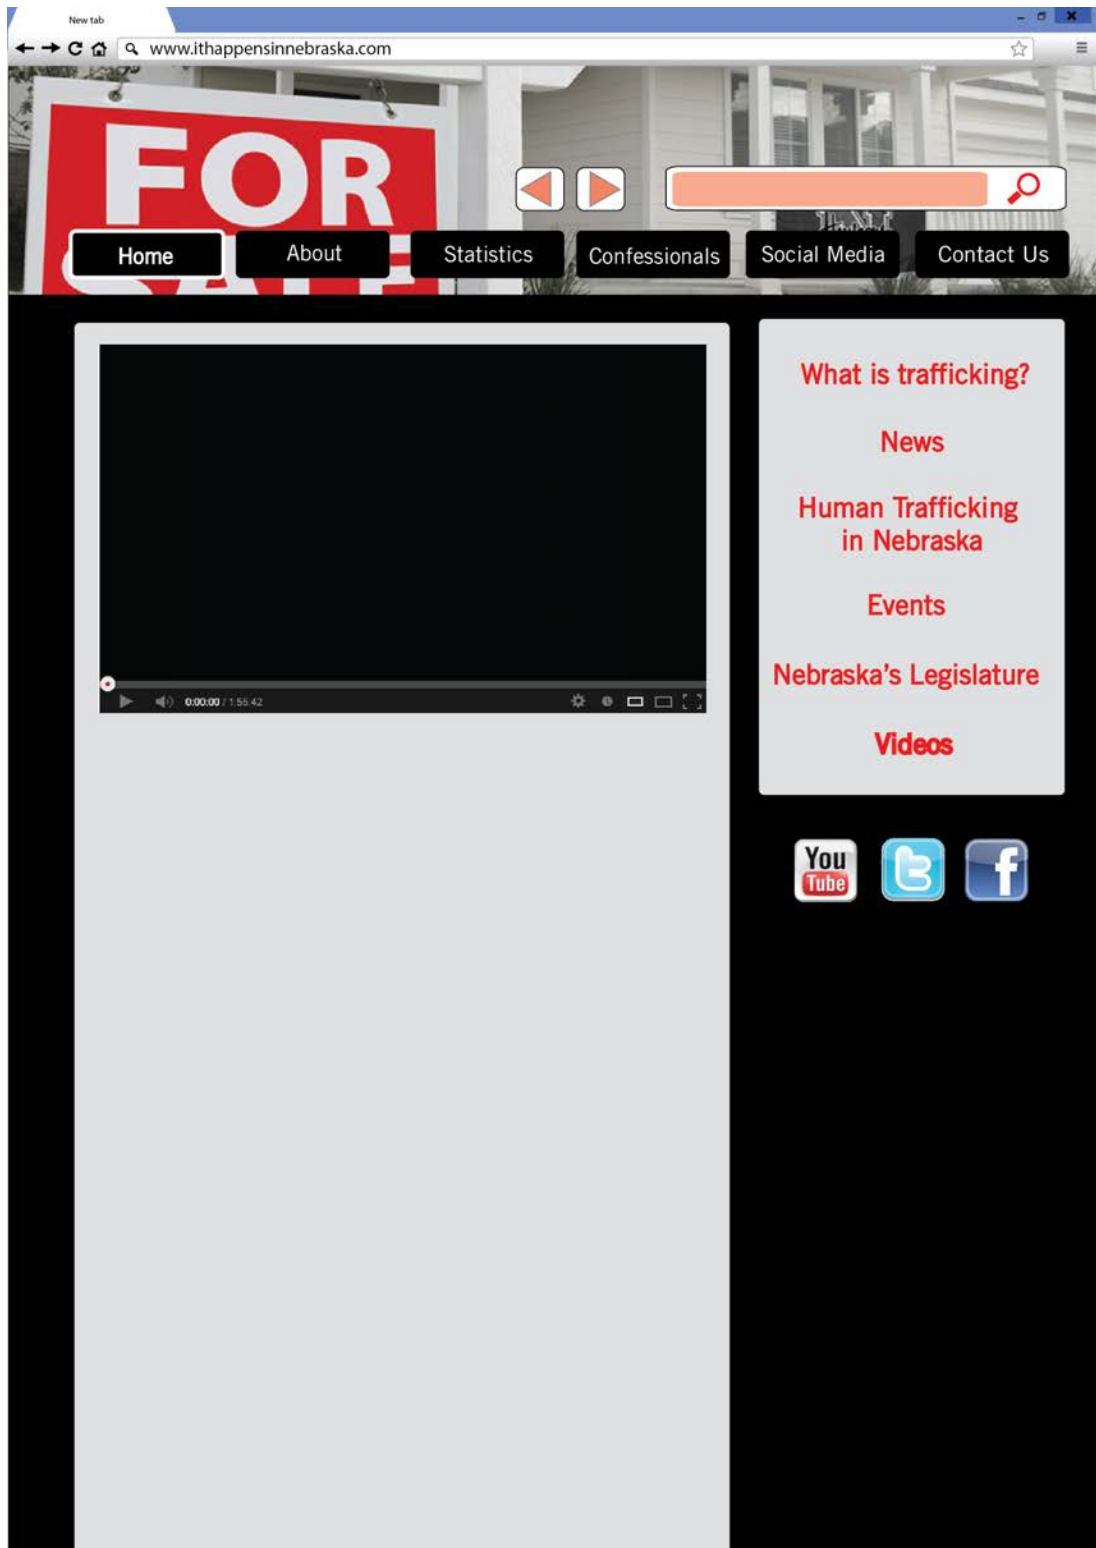 New tab
www.ithappensinnebraska.com
FOR
SALE
Home
About
Statistics
Confessionals
Social Media
Contact Us
What is trafficking?
News
Human Trafficking
in Nebraska
Events
Nebraska's Legislature
Videos
0:00:00 / 1:55:42
You
Tube
t
f